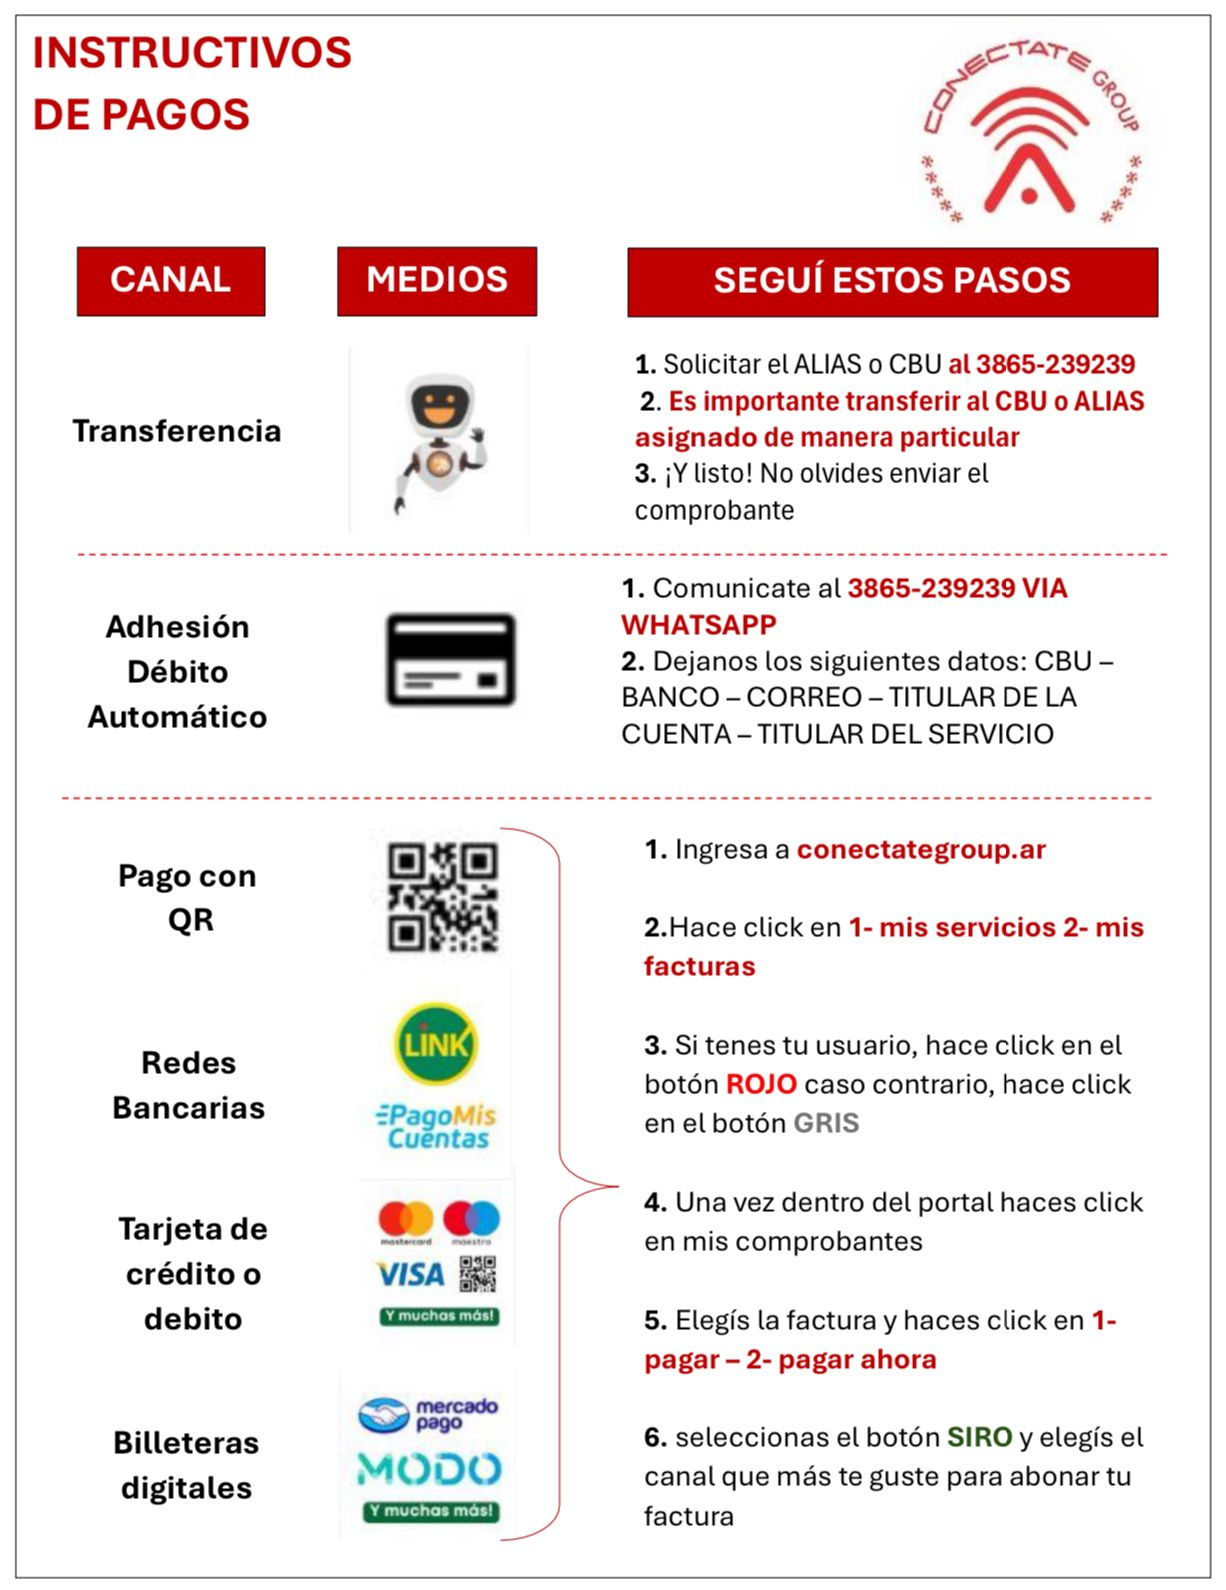 INSTRUCTIVOS
DE PAGOS
CONECTATE GROUP
CANAL
MEDIOS
SEGUÍ ESTOS PASOS
Transferencia
1. Solicitar el ALIAS o CBU al 3865-239239
2. Es importante transferir al CBU o ALIAS
asignado de manera particular
3. ¡Y listo! No olvides enviar el
comprobante
Adhesión
Débito
Automático
1. Comunicate al 3865-239239 VIA
WHATSAPP
2. Dejanos los siguientes datos: CBU –
BANCO – CORREO – TITULAR DE LA
CUENTA – TITULAR DEL SERVICIO
Pago con
QR
Redes
Bancarias
LINK
PagoMis
Cuentas
Tarjeta de
crédito o
debito
mastercard
maestro
VISA
Y muchas más!
Billeteras
digitales
mercado
pago
MODO
Y muchas más!
1. Ingresa a conectategroup.ar
2.Hace click en 1- mis servicios 2- mis
facturas
3. Si tenes tu usuario, hace click en el
botón ROJO caso contrario, hace click
en el botón GRIS
4. Una vez dentro del portal haces click
en mis comprobantes
5. Elegís la factura y haces click en 1-
pagar – 2- pagar ahora
6. seleccionas el botón SIRO y elegís el
canal que más te guste para abonar tu
factura